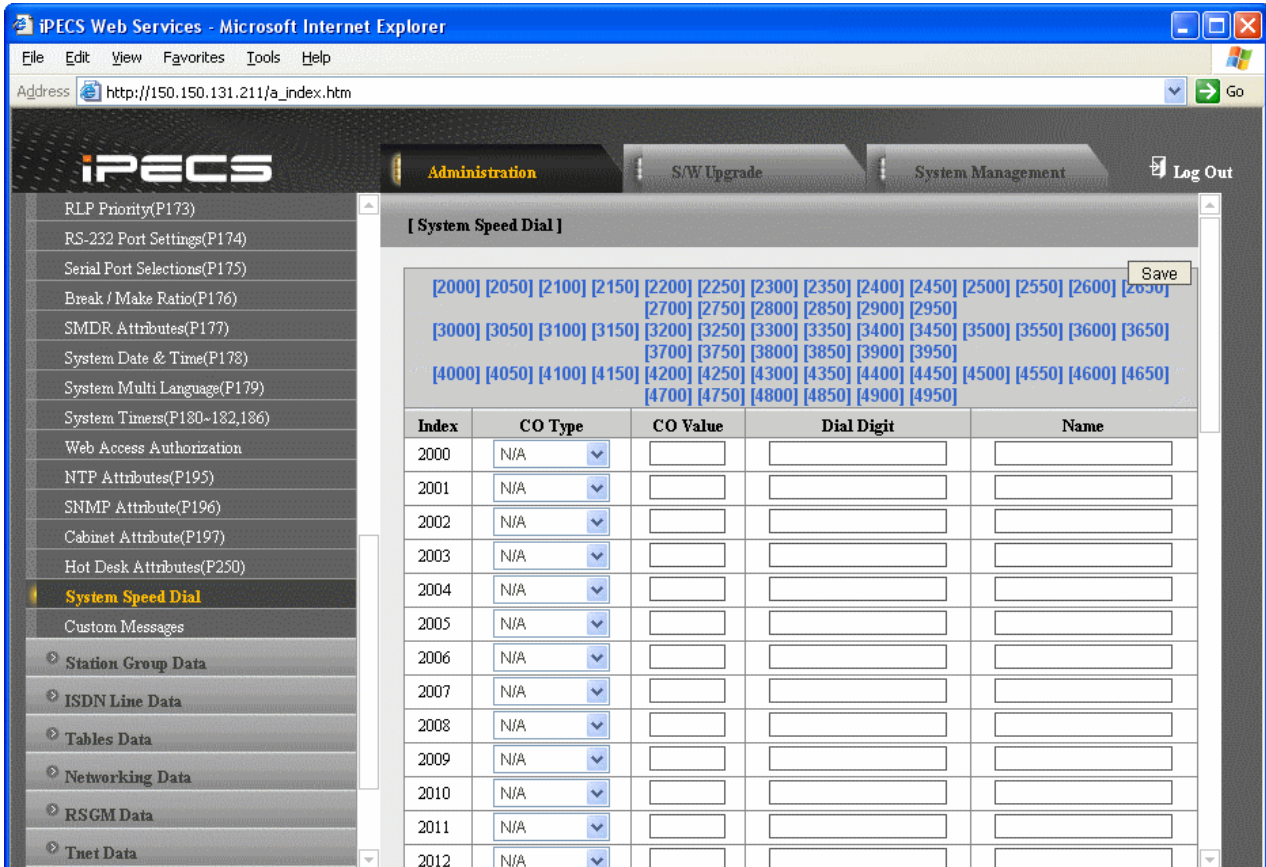 iPECS Web Services - Microsoft Internet Explorer
File Edit View Favorites Tools Help
Address http://150.150.131.211/a_index.htm Go
iPECS
Administration S/W Upgrade System Management Log Out
RLP Priority(P173)
RS-232 Port Settings(P174)
Serial Port Selections(P175)
Break / Make Ratio(P176)
SMDR Attributes(P177)
System Date & Time(P178)
System Multi Language(P179)
System Timers(P180~182,186)
Web Access Authorization
NTP Attributes(P195)
SNMP Attribute(P196)
Cabinet Attribute(P197)
Hot Desk Attributes(P250)
System Speed Dial
Custom Messages
Station Group Data
ISDN Line Data
Tables Data
Networking Data
RSGM Data
Tnet Data
[ System Speed Dial ]
Save
[2000] [2050] [2100] [2150] [2200] [2250] [2300] [2350] [2400] [2450] [2500] [2550] [2600] [2650]
[2700] [2750] [2800] [2850] [2900] [2950]
[3000] [3050] [3100] [3150] [3200] [3250] [3300] [3350] [3400] [3450] [3500] [3550] [3600] [3650]
[3700] [3750] [3800] [3850] [3900] [3950]
[4000] [4050] [4100] [4150] [4200] [4250] [4300] [4350] [4400] [4450] [4500] [4550] [4600] [4650]
[4700] [4750] [4800] [4850] [4900] [4950]
Index CO Type CO Value Dial Digit Name
2000 N/A
2001 N/A
2002 N/A
2003 N/A
2004 N/A
2005 N/A
2006 N/A
2007 N/A
2008 N/A
2009 N/A
2010 N/A
2011 N/A
2012 N/A